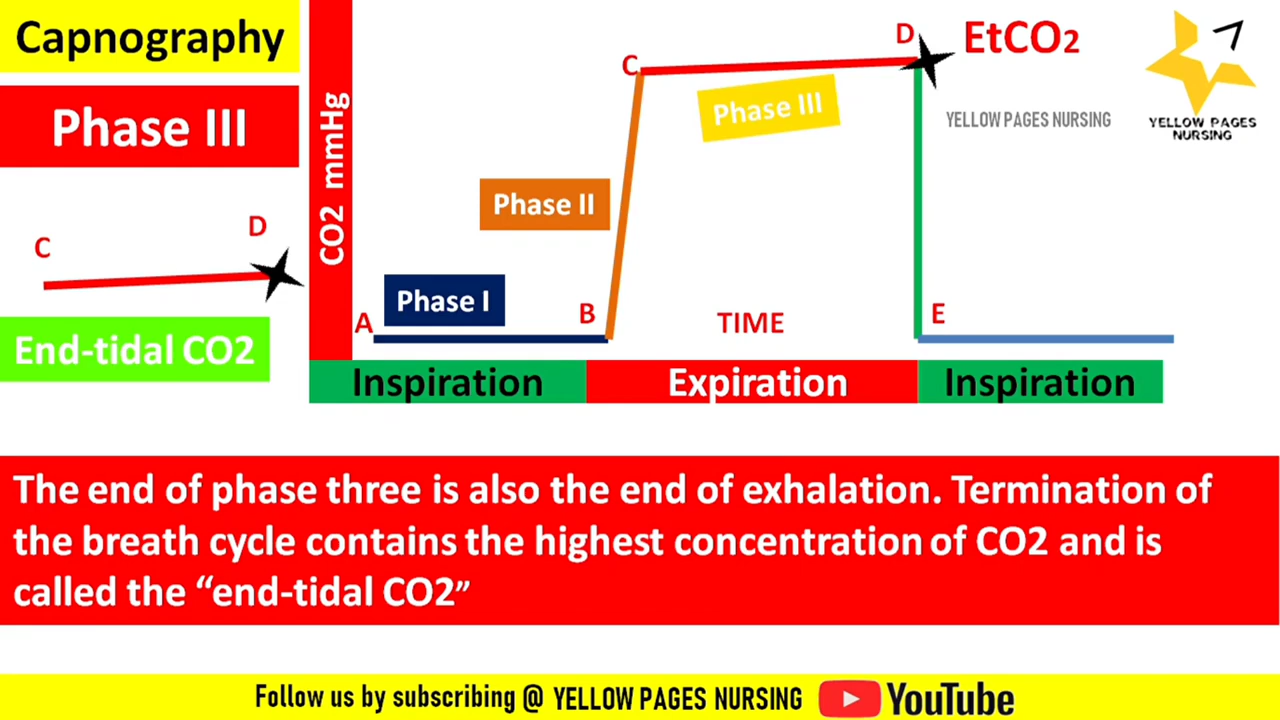 Capnography
Phase III
C
D
End-tidal CO2
CO2 mmHg
C
D
EtCO2
Phase III
Phase II
Phase I
A
B
TIME
E
Inspiration
Expiration
Inspiration
YELLOW PAGES NURSING
YELLOW PAGES
NURSING
The end of phase three is also the end of exhalation. Termination of
the breath cycle contains the highest concentration of CO2 and is
called the “end-tidal CO2”
Follow us by subscribing @ YELLOW PAGES NURSING YouTube